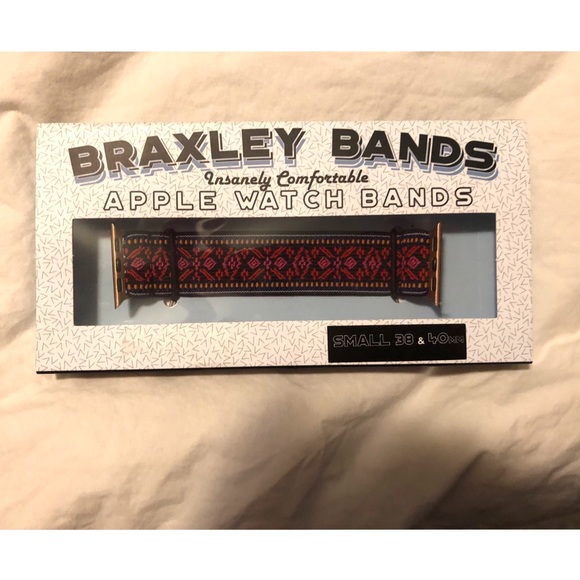 BRAXLEY BANDS
Insanely Comfortable
APPLE WATCH BANDS
SMALL 38 & 40MM